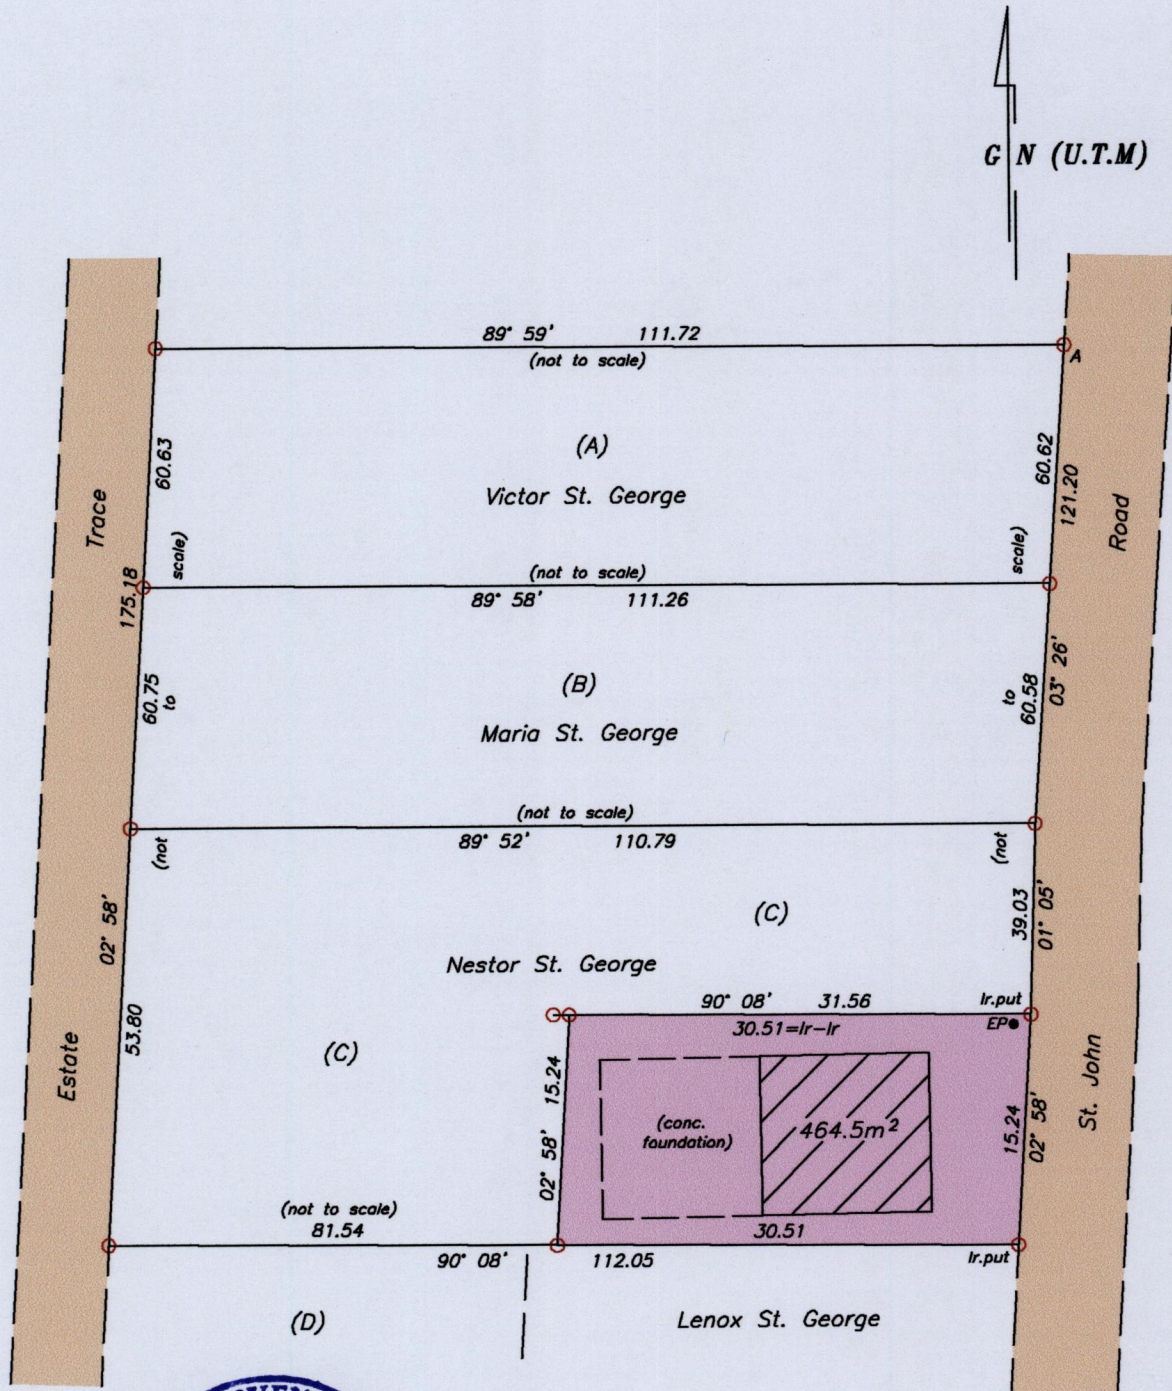 G N (U.T.M)
89° 59' 111.72
(not to scale)
A
(A)
Victor St. George
60.63
60.62
121.20
Trace
Road
scale)
scale)
(not to scale)
89° 58' 111.26
175.18
(B)
Maria St. George
60.75
to
to
60.58
03° 26'
(not to scale)
89° 52' 110.79
(not
(not
(C)
Nestor St. George
02° 58'
39.03
01° 05'
90° 08' 31.56 Ir.put
30.51=Ir-Ir EP
53.80
(C)
Estate
15.24
02° 58'
(conc.
foundation)
464.5m²
15.24
02° 58'
St. John
(not to scale)
81.54
30.51
90° 08' 112.05 Ir.put
(D)
Lenox St. George